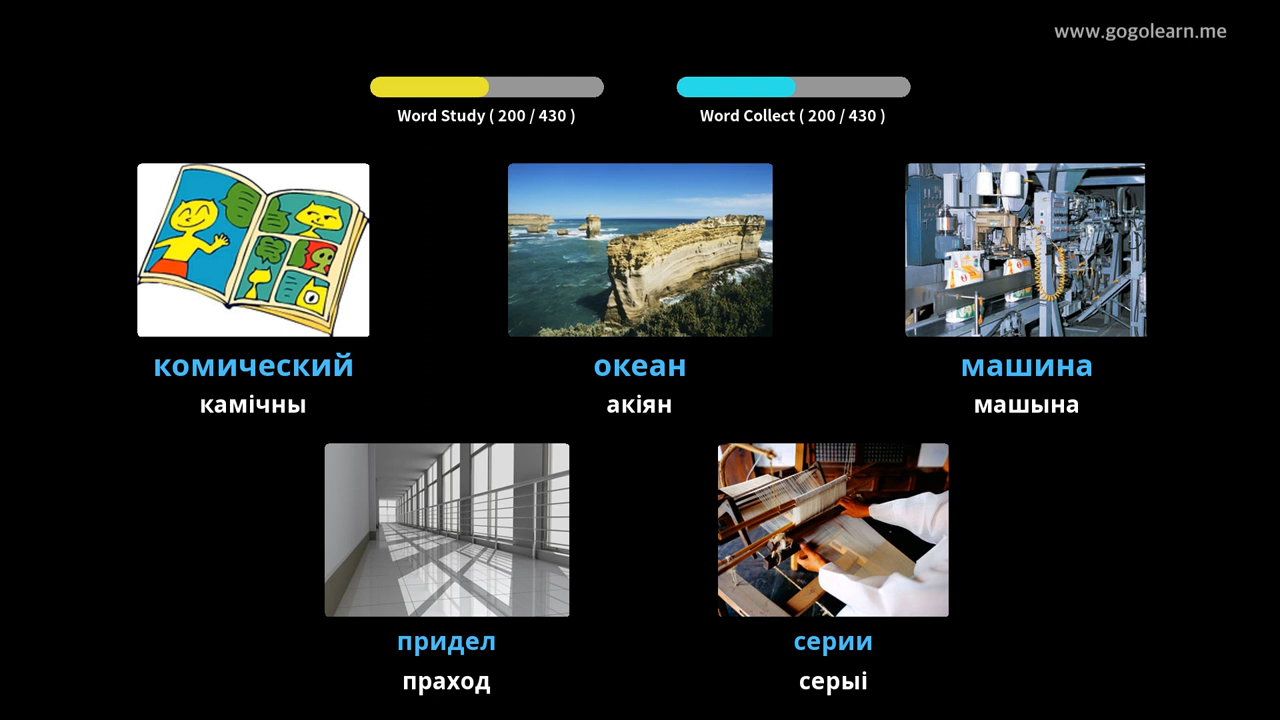 www.gogolearn.me
Word Study ( 200 / 430 )
Word Collect ( 200 / 430 )
комический
камічны
океан
акіян
машина
машына
придел
праход
серии
серыі